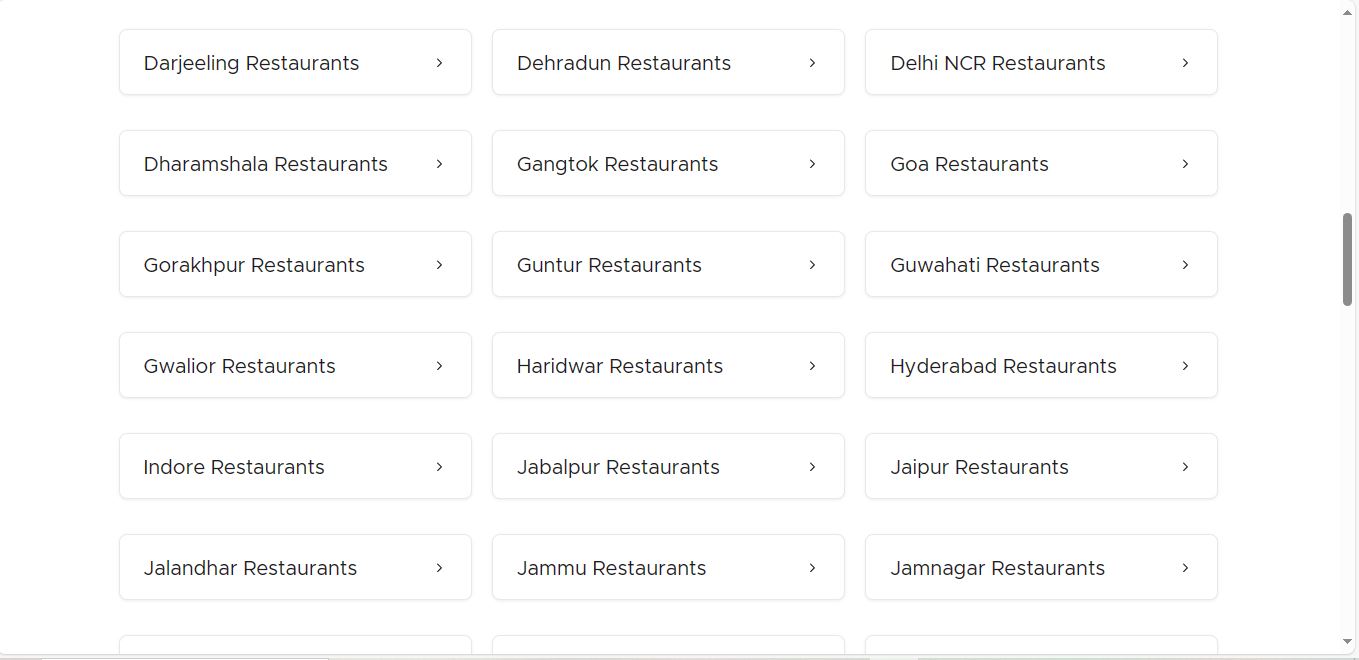 Darjeeling Restaurants
Dehradun Restaurants
Delhi NCR Restaurants
Dharamshala Restaurants
Gangtok Restaurants
Goa Restaurants
Gorakhpur Restaurants
Guntur Restaurants
Guwahati Restaurants
Gwalior Restaurants
Haridwar Restaurants
Hyderabad Restaurants
Indore Restaurants
Jabalpur Restaurants
Jaipur Restaurants
Jalandhar Restaurants
Jammu Restaurants
Jamnagar Restaurants